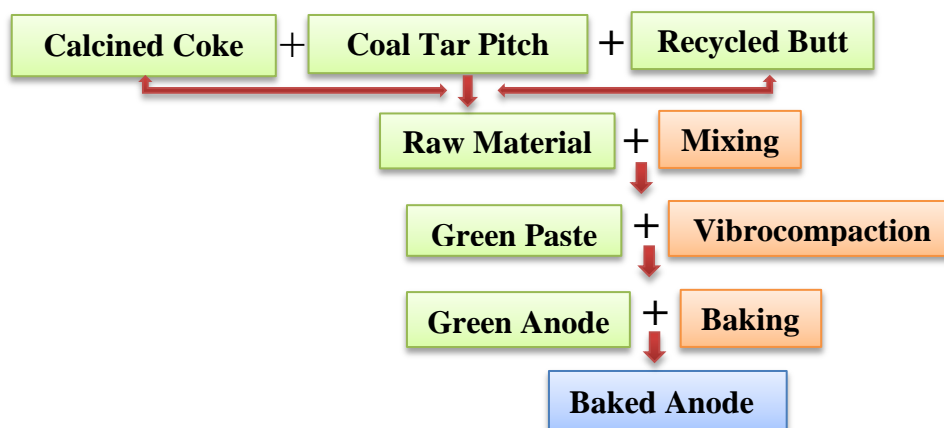 Calcined Coke + Coal Tar Pitch + Recycled Butt
Raw Material + Mixing
Green Paste + Vibrocompaction
Green Anode + Baking
Baked Anode